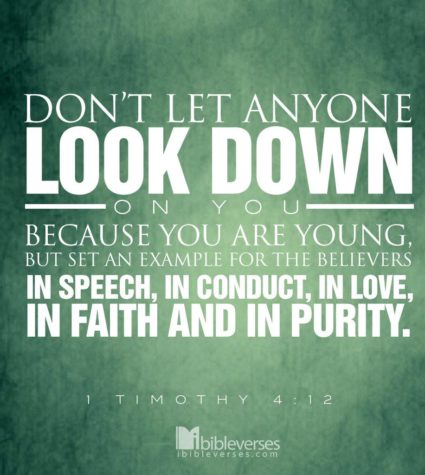 DON'T LET ANYONE
LOOK DOWN
ON YOU
BECAUSE YOU ARE YOUNG,
BUT SET AN EXAMPLE FOR THE BELIEVERS
IN SPEECH, IN CONDUCT, IN LOVE,
IN FAITH AND IN PURITY.
1 TIMOTHY 4:12
ibibleverses
ibibleverses.com